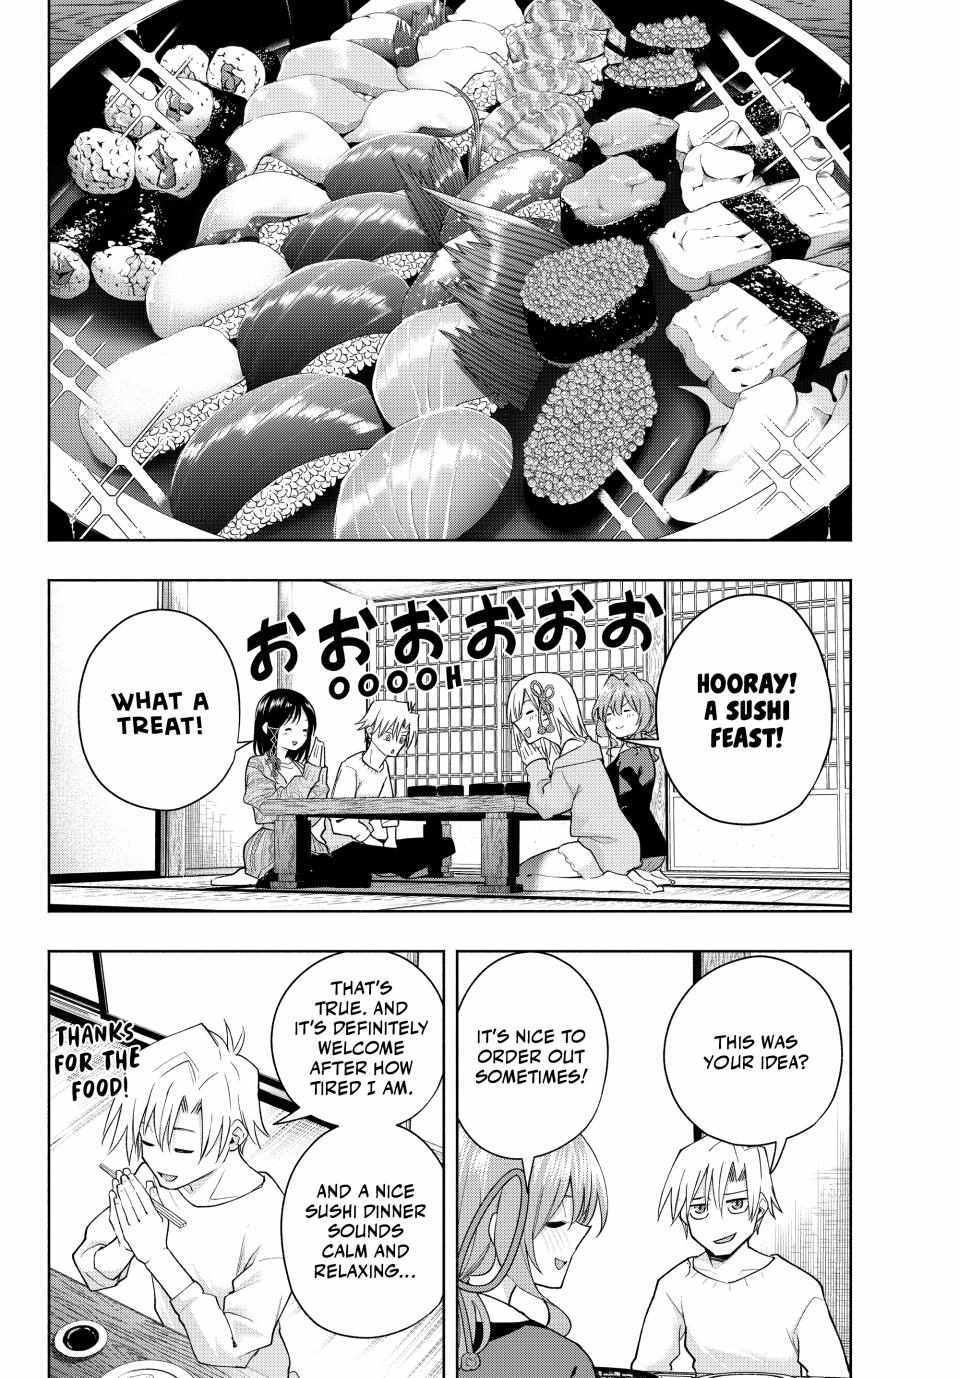 HOORAY!
A SUSHI
FEAST!
おおおおおお
OOOOH
WHAT A
TREAT!
THIS WAS
YOUR IDEA?
IT'S NICE TO
ORDER OUT
SOMETIMES!
THAT'S
TRUE. AND
IT'S DEFINITELY
WELCOME
AFTER HOW
TIRED I AM.
AND A NICE
SUSHI DINNER
SOUNDS
CALM AND
RELAXING...
THANKS
FOR THE
FOOD!